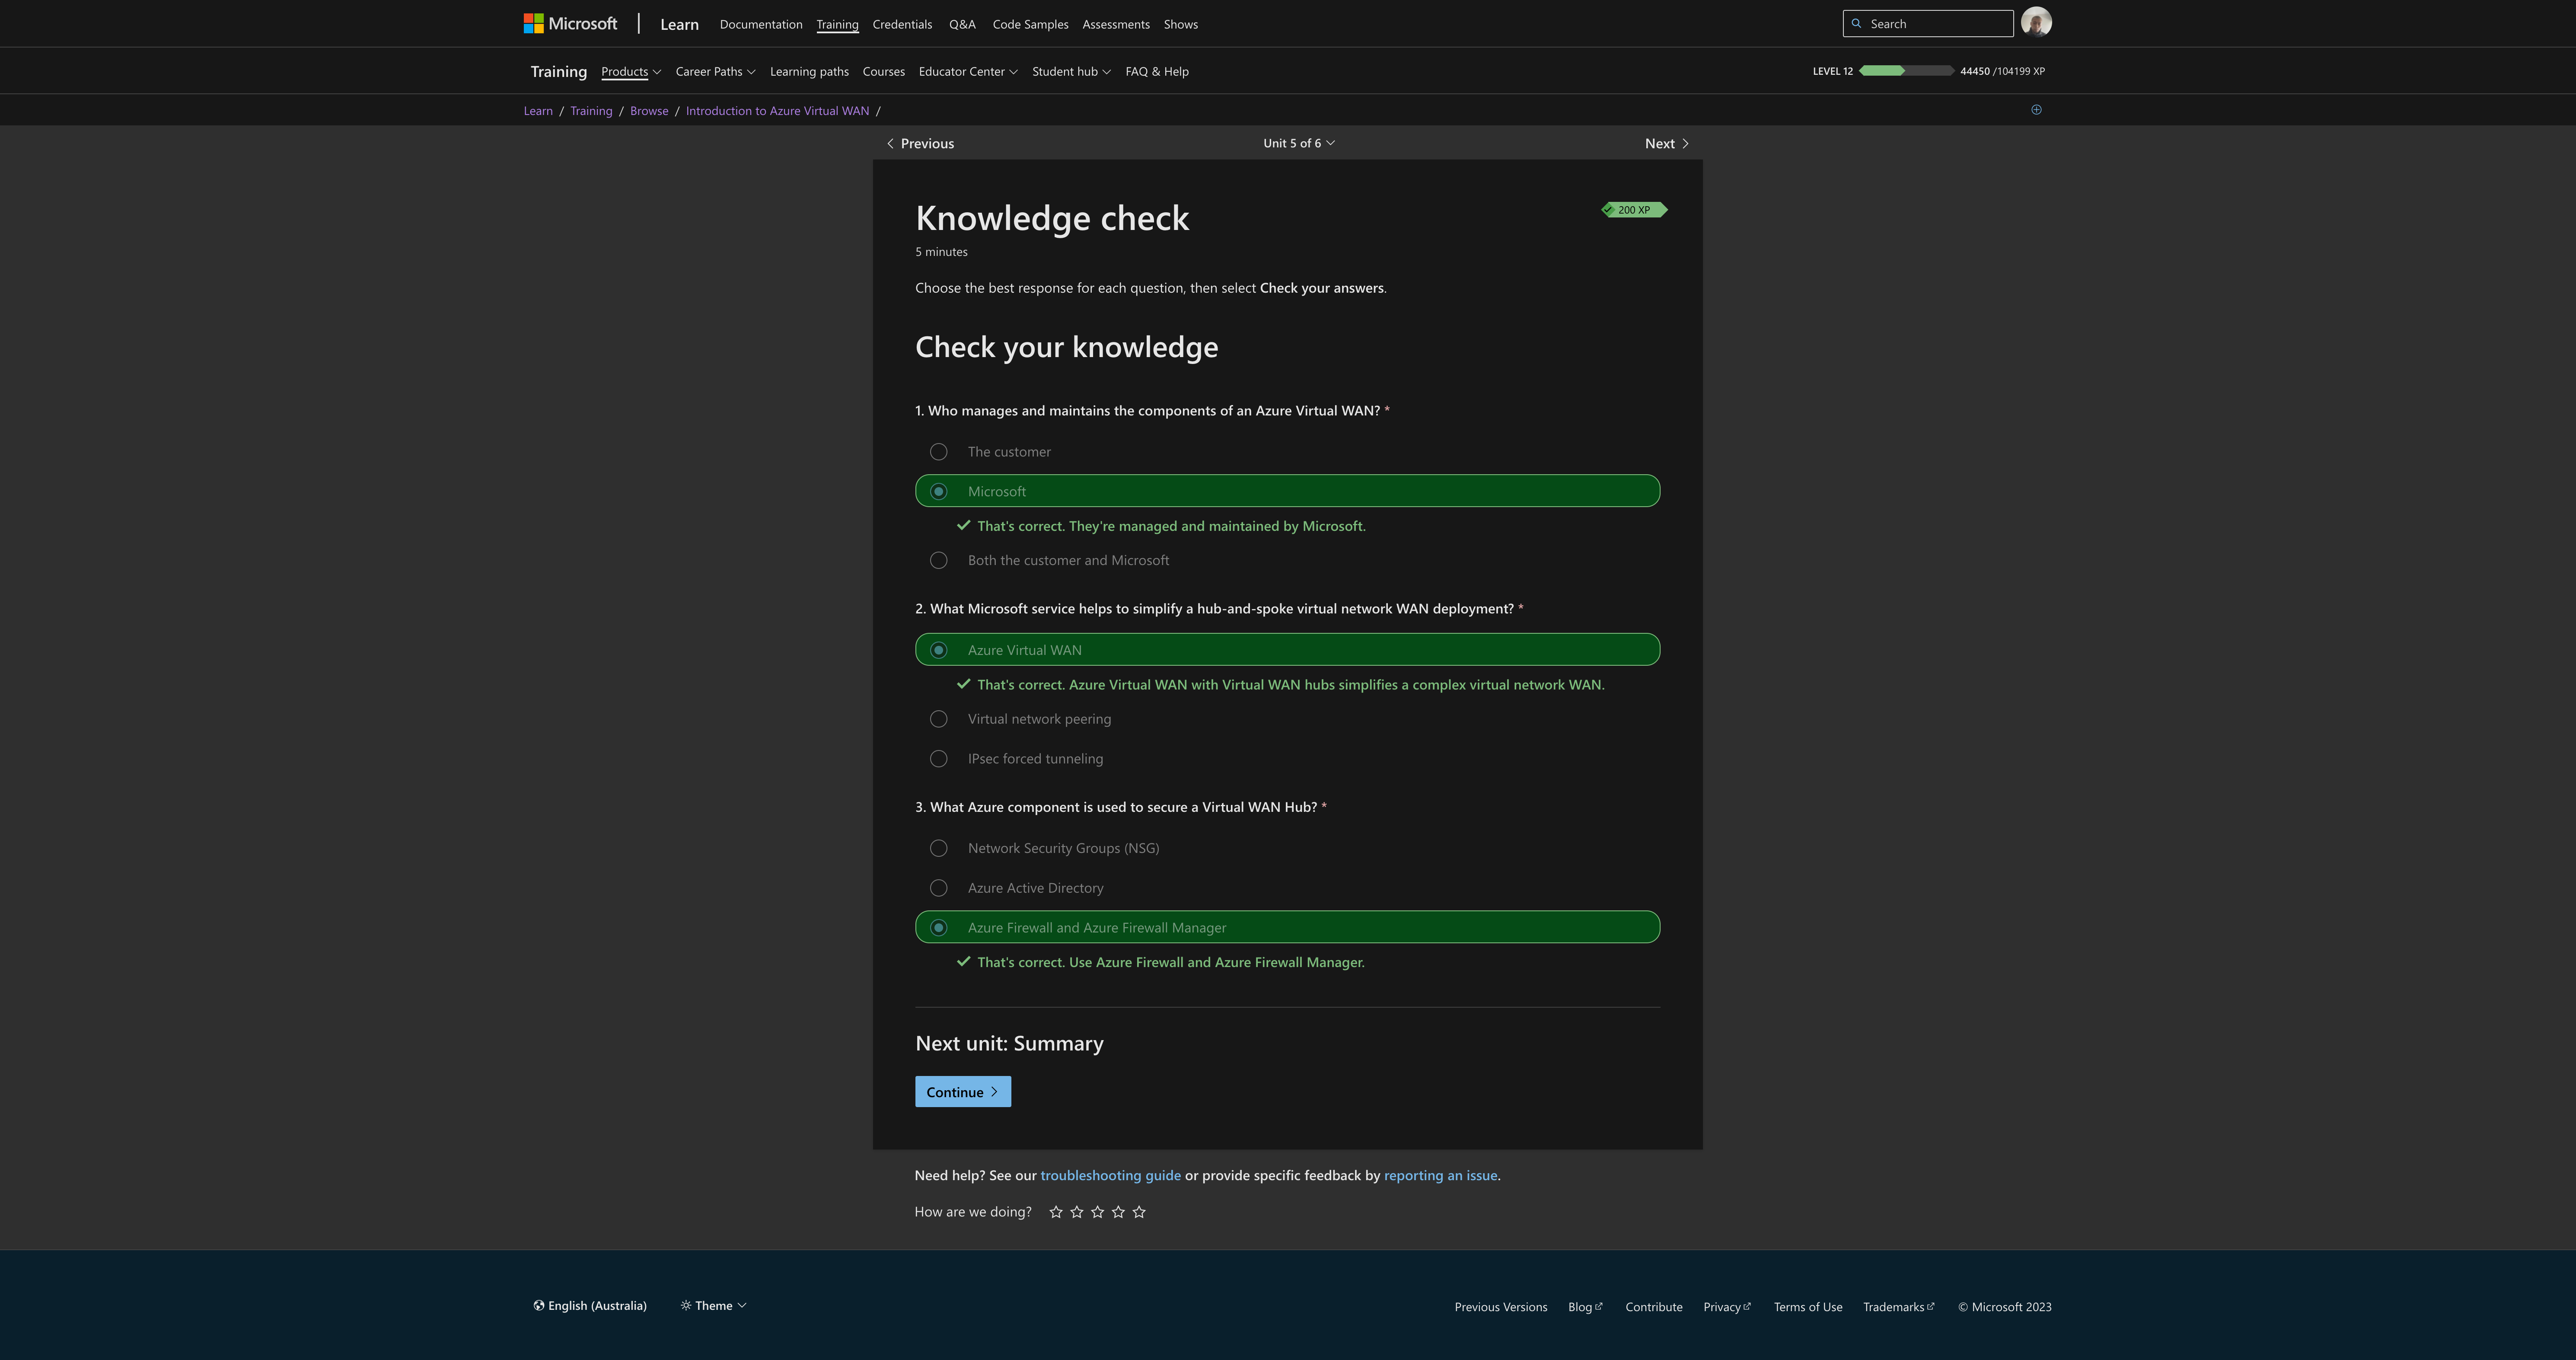 Microsoft | Learn Documentation Training Credentials Q&A Code Samples Assessments Shows Search
Training Products Career Paths Learning paths Courses Educator Center Student hub FAQ & Help LEVEL 12 44450 /104199 XP
Learn / Training / Browse / Introduction to Azure Virtual WAN /
Previous Unit 5 of 6 Next
Knowledge check
200 XP
5 minutes
Choose the best response for each question, then select Check your answers.
Check your knowledge
1. Who manages and maintains the components of an Azure Virtual WAN? *
The customer
Microsoft
That's correct. They're managed and maintained by Microsoft.
Both the customer and Microsoft
2. What Microsoft service helps to simplify a hub-and-spoke virtual network WAN deployment? *
Azure Virtual WAN
That's correct. Azure Virtual WAN with Virtual WAN hubs simplifies a complex virtual network WAN.
Virtual network peering
IPsec forced tunneling
3. What Azure component is used to secure a Virtual WAN Hub? *
Network Security Groups (NSG)
Azure Active Directory
Azure Firewall and Azure Firewall Manager
That's correct. Use Azure Firewall and Azure Firewall Manager.
Next unit: Summary
Continue
Need help? See our troubleshooting guide or provide specific feedback by reporting an issue.
How are we doing?
English (Australia) Theme Previous Versions Blog Contribute Privacy Terms of Use Trademarks © Microsoft 2023